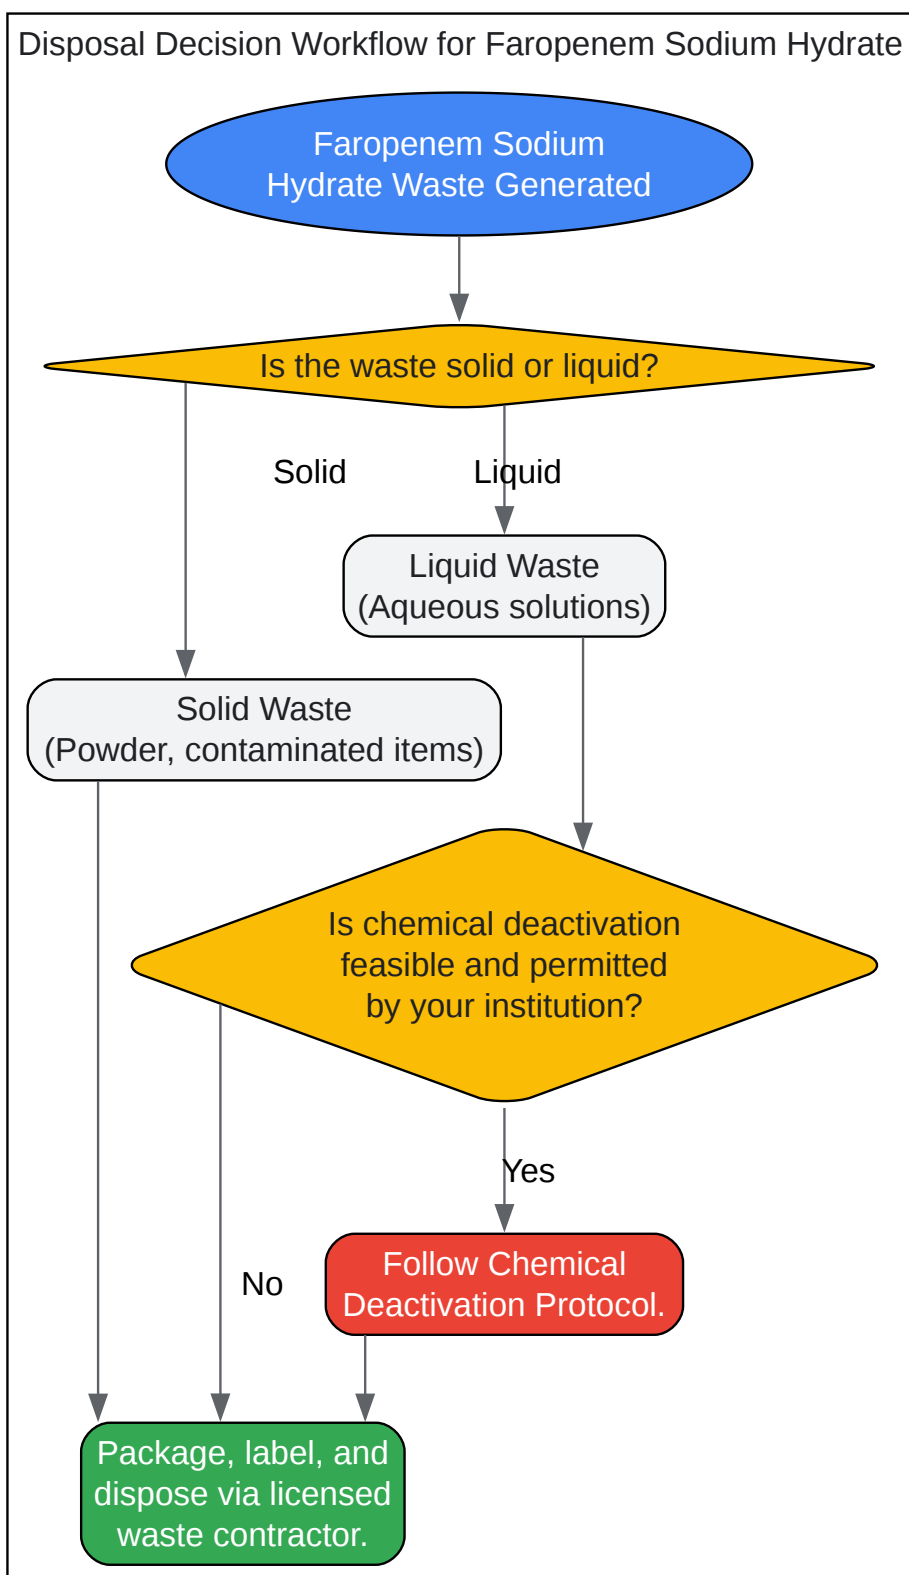 Disposal Decision Workflow for Faropenem Sodium Hydrate
Faropenem Sodium
Hydrate Waste Generated
Is the waste solid or liquid?
Solid
Liquid
Liquid Waste
(Aqueous solutions)
Solid Waste
(Powder, contaminated items)
Is chemical deactivation
feasible and permitted
by your institution?
Yes
No
Follow Chemical
Deactivation Protocol.
Package, label, and
dispose via licensed
waste contractor.